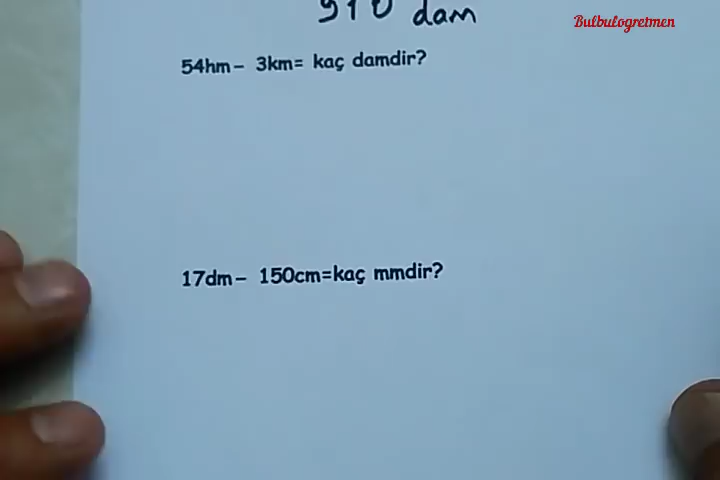 910 dam
Bulbulogretmen
54hm- 3km= kaç damdir?
17dm- 150cm=kaç mmdir?